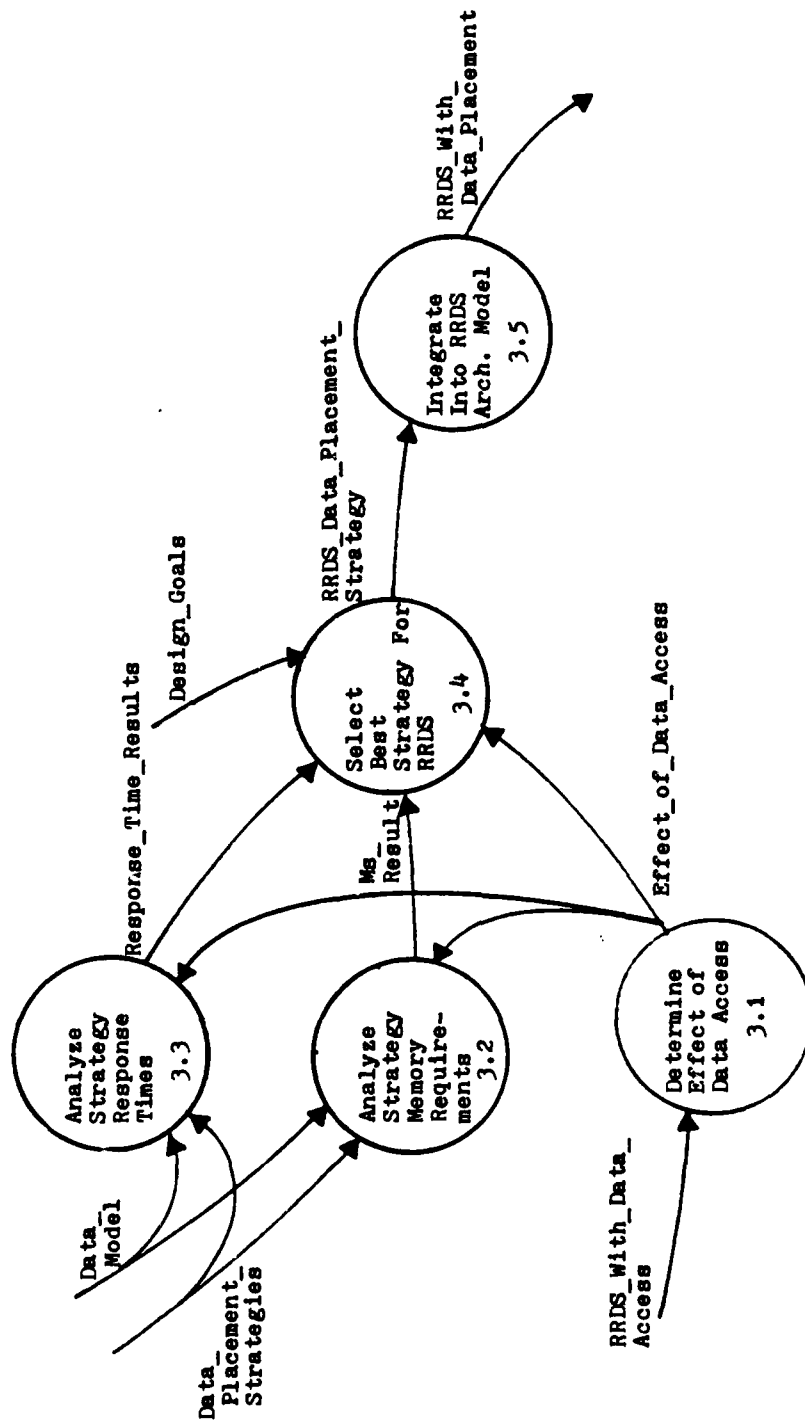 Data_
Model
Data_
Placement_
Strategies
RRDS_With_Data_
Access
Analyze
Strategy
Response
Times
3.3
Analyze
Strategy
Memory
Require-
ments
3.2
Determine
Effect of
Data Access
3.1
Response_Time_Results
Design_Goals
Ms_
Result
Effect_of_Data_Access
Select
Best
Strategy For
RRDS
3.4
RRDS_Data_Placement_
Strategy
Integrate
Into RRDS
Arch. Model
3.5
RRDS_With_
Data_Placement